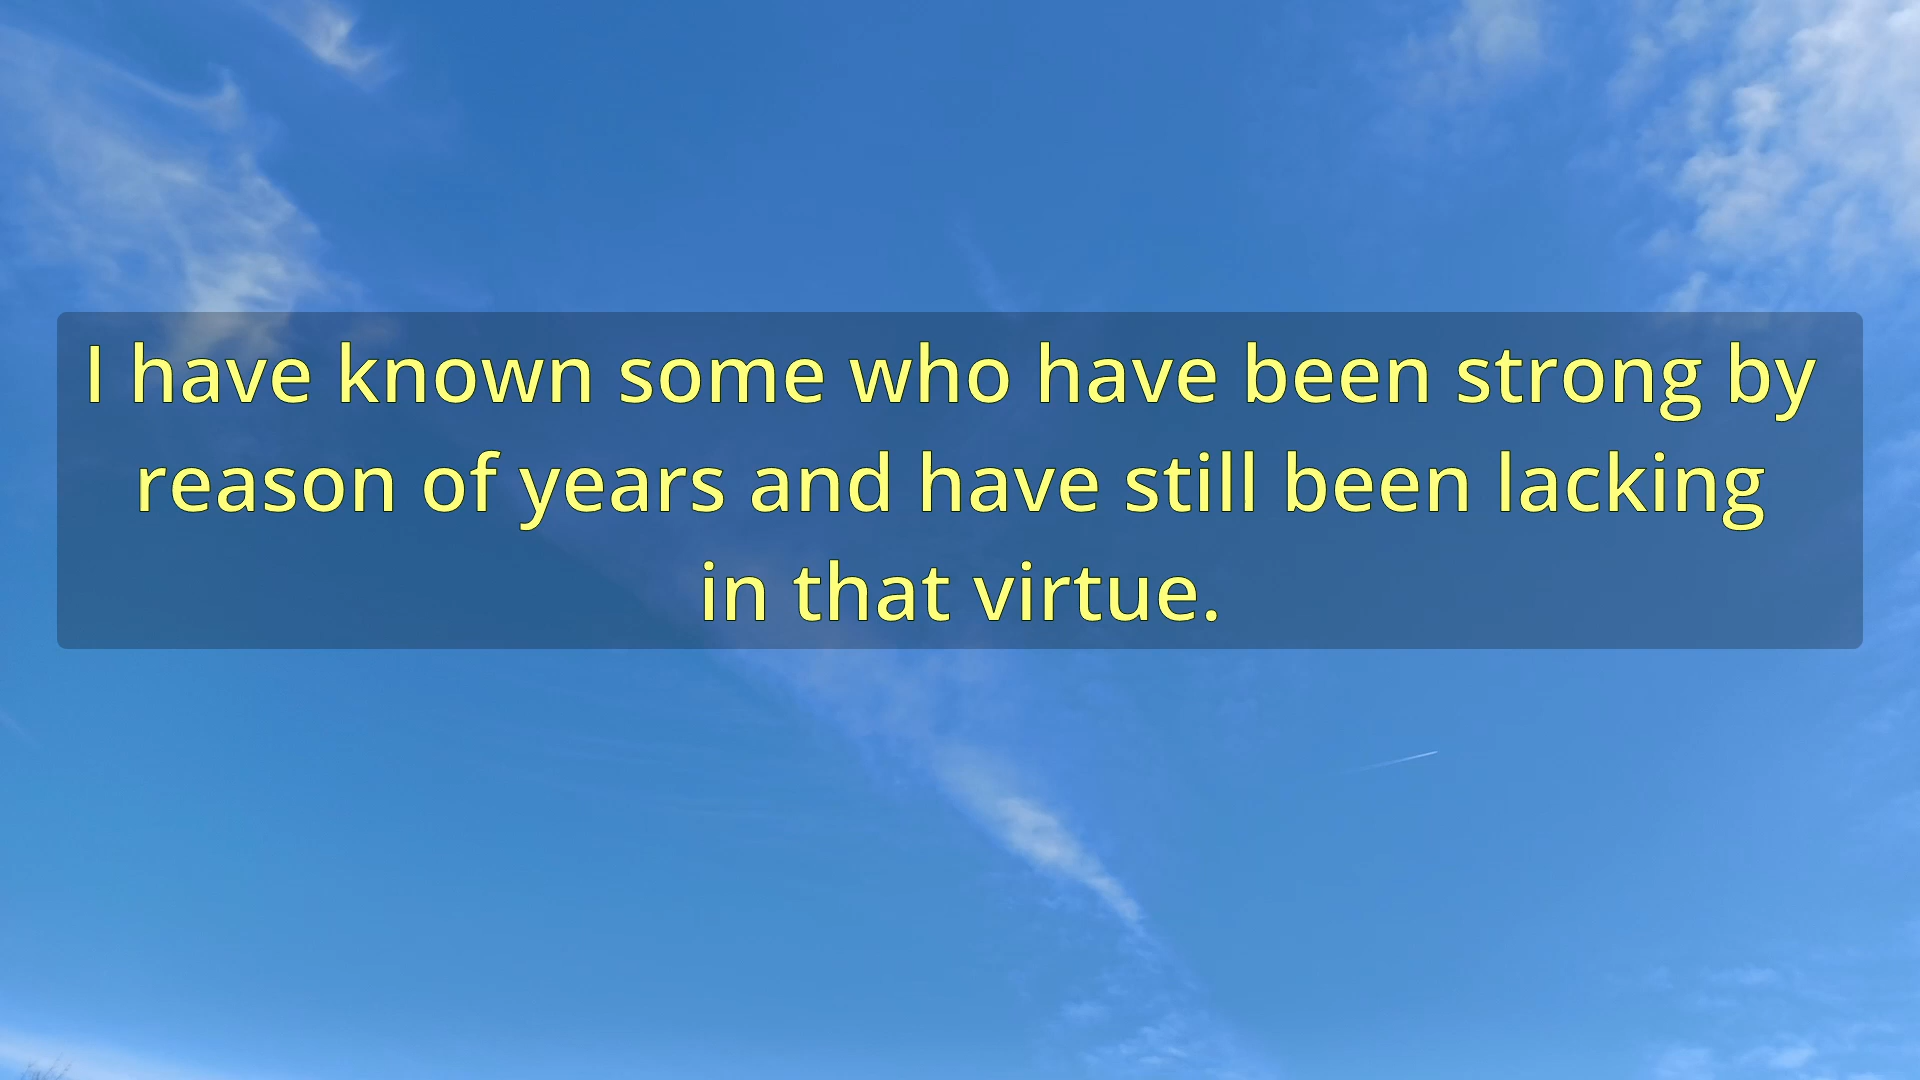 I have known some who have been strong by
reason of years and have still been lacking
in that virtue.